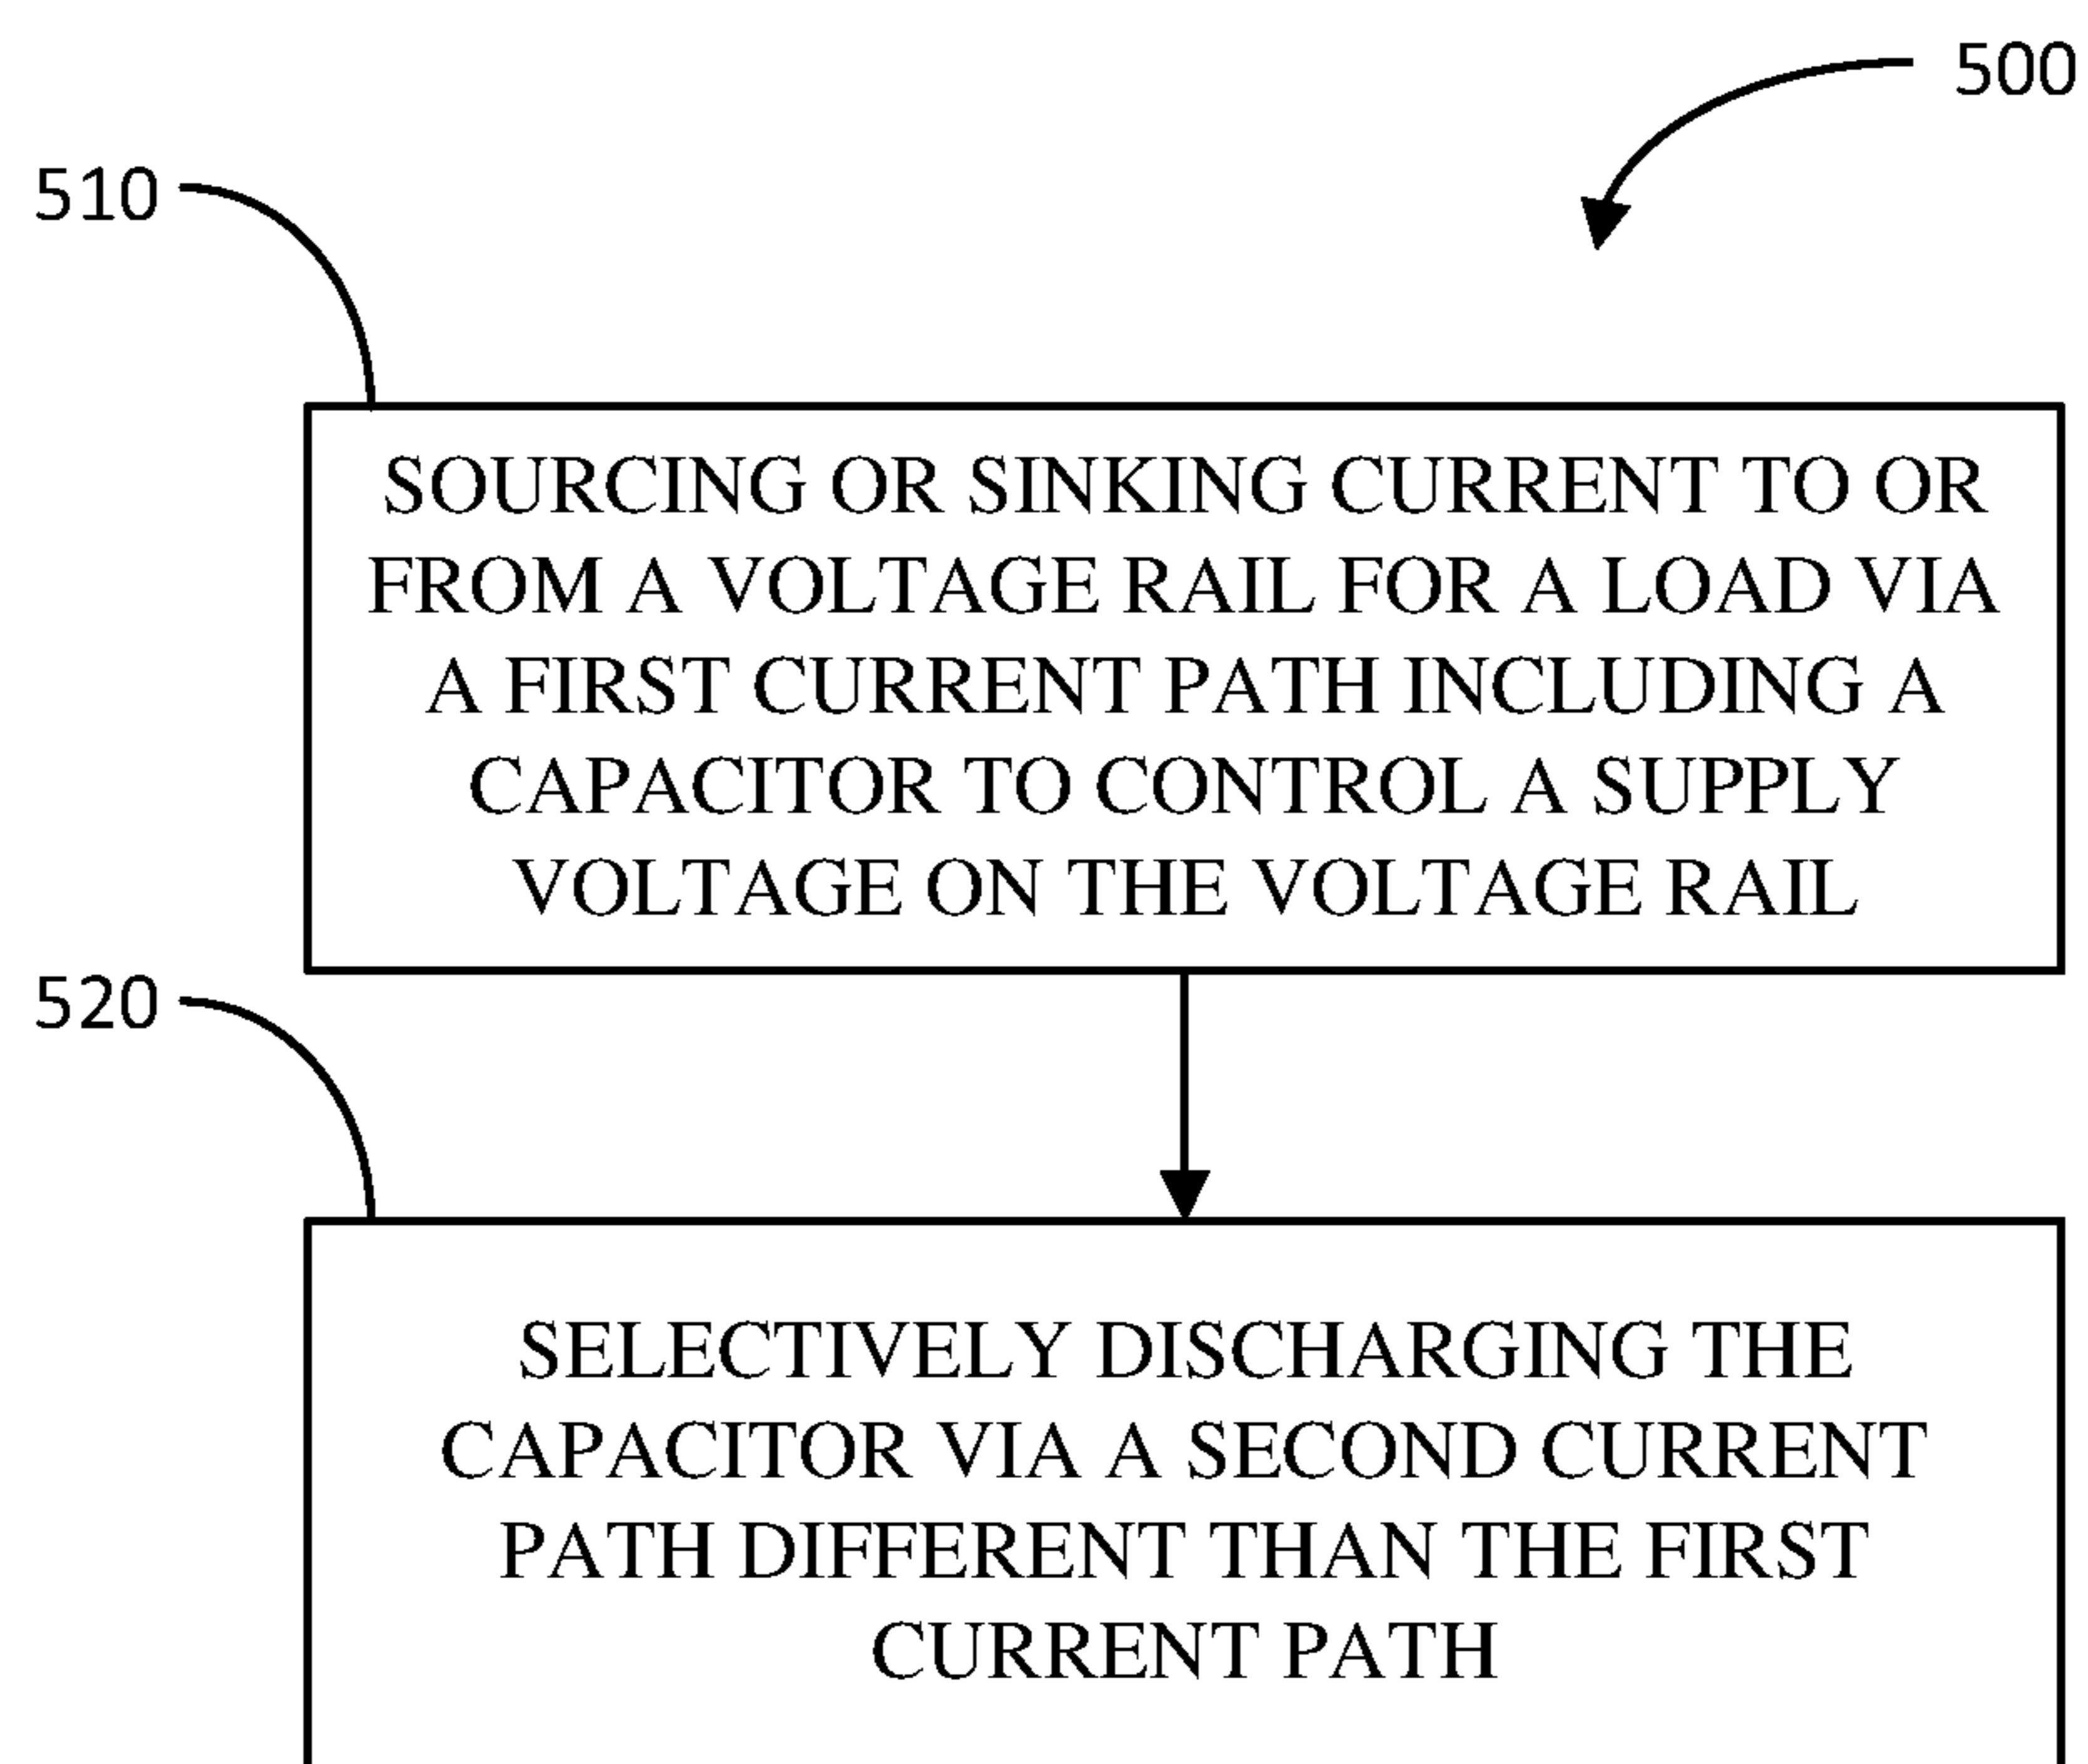 500
510
SOURCING OR SINKING CURRENT TO OR
FROM A VOLTAGE RAIL FOR A LOAD VIA
A FIRST CURRENT PATH INCLUDING A
CAPACITOR TO CONTROL A SUPPLY
VOLTAGE ON THE VOLTAGE RAIL
520
SELECTIVELY DISCHARGING THE
CAPACITOR VIA A SECOND CURRENT
PATH DIFFERENT THAN THE FIRST
CURRENT PATH